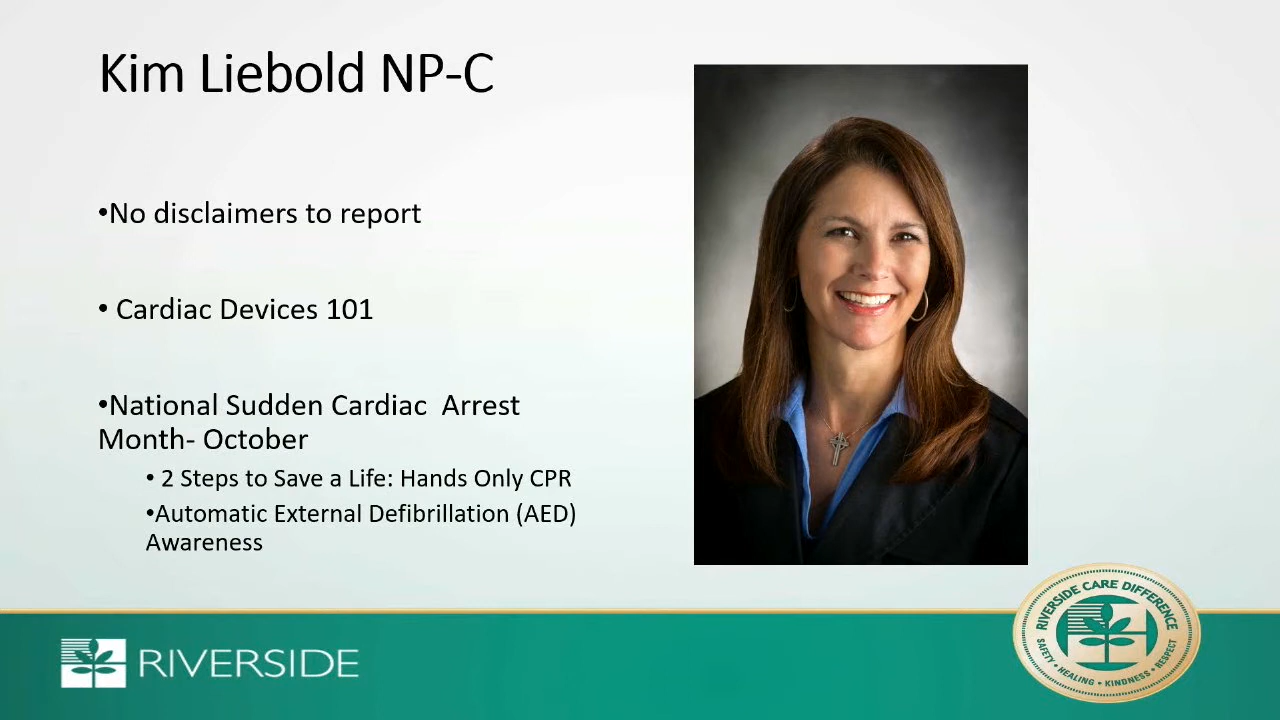 Kim Liebold NP-C
•No disclaimers to report
• Cardiac Devices 101
•National Sudden Cardiac  Arrest
Month- October
• 2 Steps to Save a Life: Hands Only CPR
•Automatic External Defibrillation (AED)
Awareness
RIVERSIDE
RIVERSIDE CARE DIFFERENCE
SAFETY • HEALING • KINDNESS • RESPECT